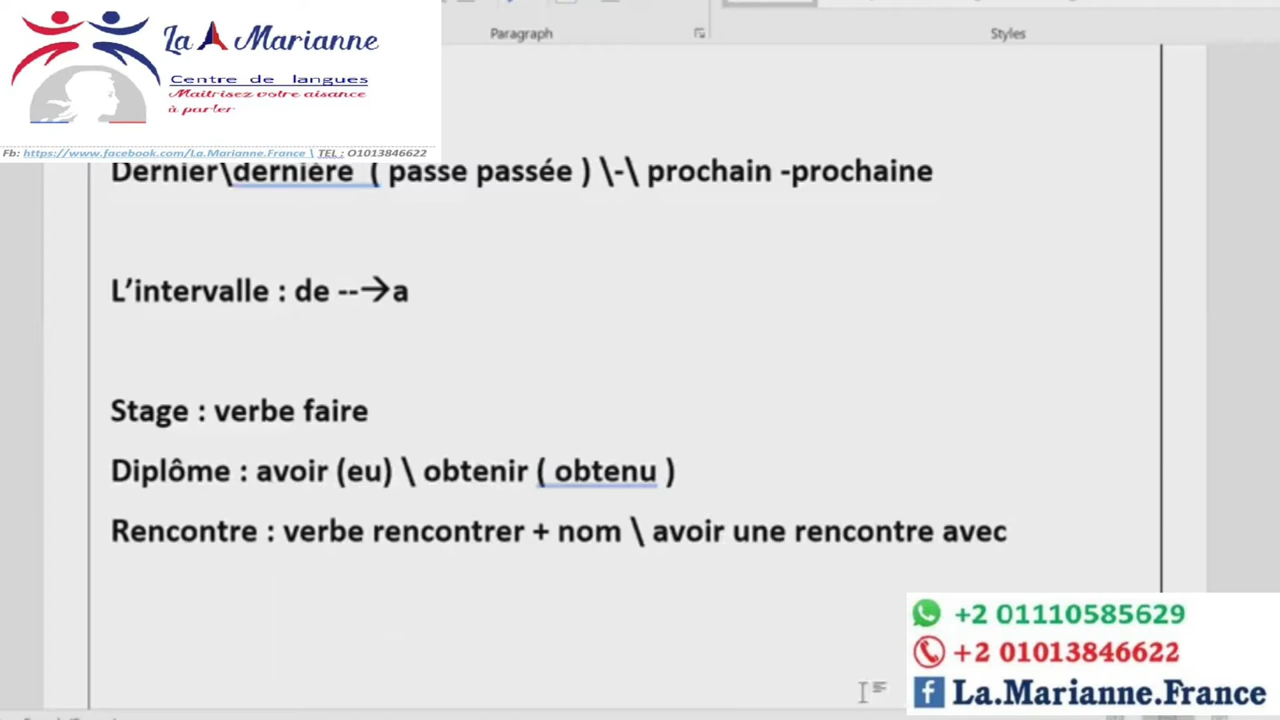 La Marianne
Centre de langues
Maitrisez votre aisance
à parler
Fb: https://www.facebook.com/La.Marianne.France \ TEL : O1013846622
Paragraph
Styles
Dernier\dernière ( passe passée ) \-\ prochain -prochaine
L’intervalle : de --→a
Stage : verbe faire
Diplôme : avoir (eu) \ obtenir ( obtenu )
Rencontre : verbe rencontrer + nom \ avoir une rencontre avec
+2 01110585629
+2 01013846622
La.Marianne.France